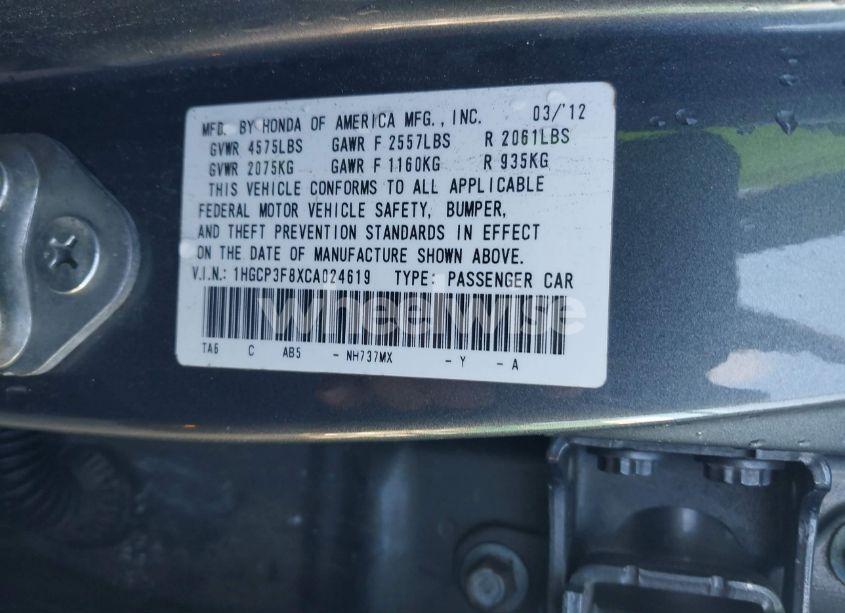 MFD. BY HONDA OF AMERICA MFG., INC. 03/'12
GVWR 4575LBS GAWR F 2557LBS R 2061LBS
GVWR 2075KG GAWR F 1160KG R 935KG
THIS VEHICLE CONFORMS TO ALL APPLICABLE
FEDERAL MOTOR VEHICLE SAFETY, BUMPER,
AND THEFT PREVENTION STANDARDS IN EFFECT
ON THE DATE OF MANUFACTURE SHOWN ABOVE.
V.I.N.: 1HGCP3F8XCA024619 TYPE: PASSENGER CAR
wheelwise
TA6 C AB5 - NH737MX - Y - A